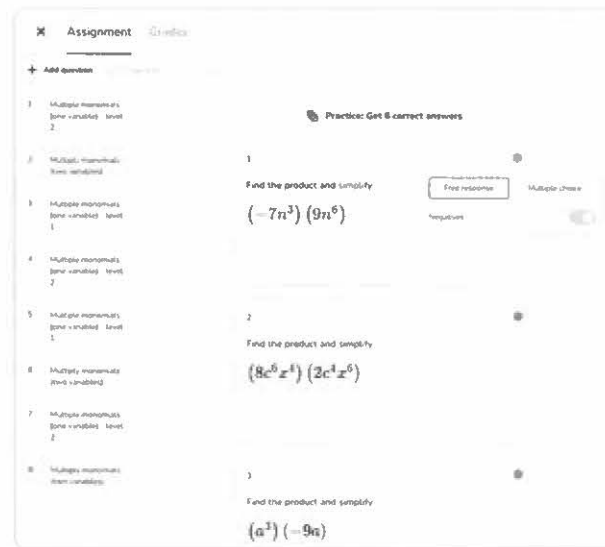 Assignment
Add question
Practice: Get 6 correct answers
1
Multiply monomials
(one variable) level
2
2
Multiply monomials
(two variables)
3
Multiply monomials
(one variable) level
1
4
Multiply monomials
(one variable) level
2
5
Multiply monomials
(one variable) level
1
6
Multiply monomials
(two variables)
7
Multiply monomials
(one variable) level
2
8
Multiply monomials
(two variables)
1
Find the product and simplify
Free response
Multiple choice
(−7n³) (9n⁶)
Negatives
2
Find the product and simplify
3
Find the product and simplify
(a³) (−9a)